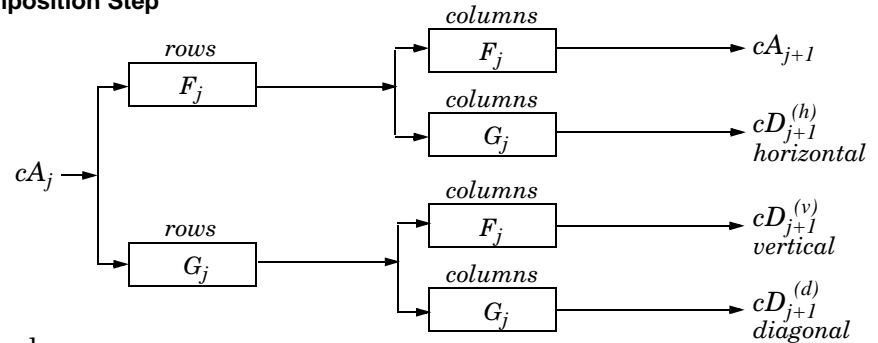 position Step
columns
rows
F_j
cA_{j+1}
F_j
columns
G_j
cD_{j+1}^{(h)}
horizontal
cA_j
columns
rows
F_j
cD_{j+1}^{(v)}
vertical
G_j
columns
G_j
cD_{j+1}^{(d)}
diagonal